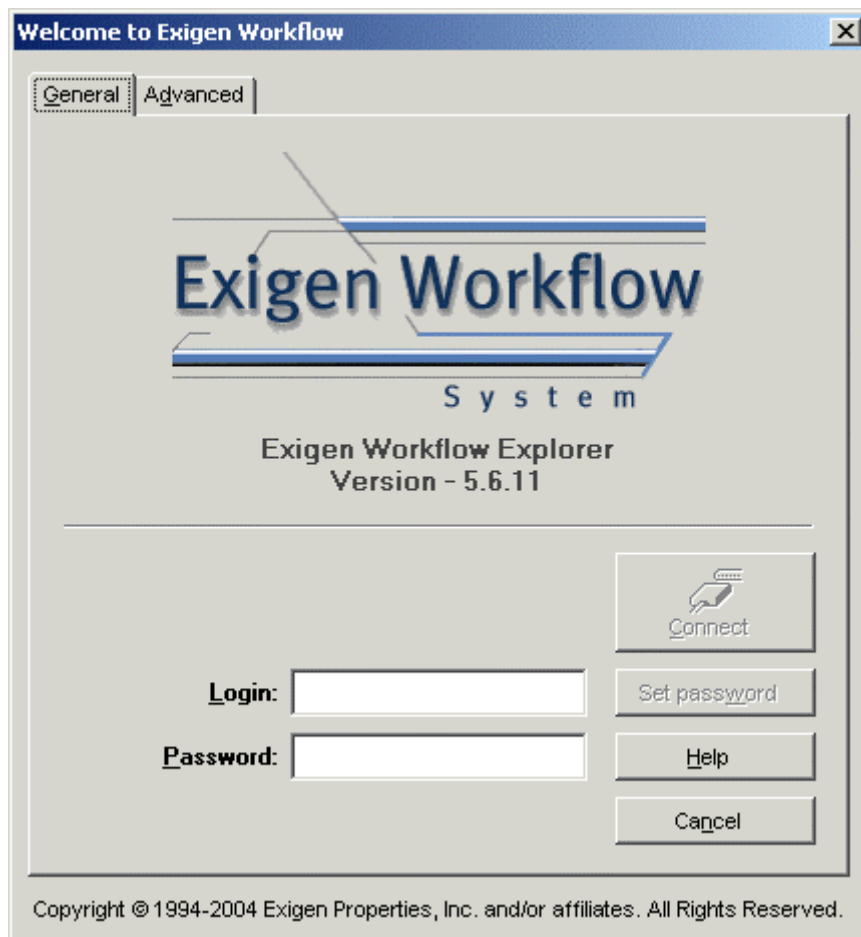 Welcome to Exigen Workflow
General Advanced
Exigen Workflow
System
Exigen Workflow Explorer
Version - 5.6.11
Connect
Login:
Set password
Password:
Help
Cancel
Copyright © 1994-2004 Exigen Properties, Inc. and/or affiliates. All Rights Reserved.